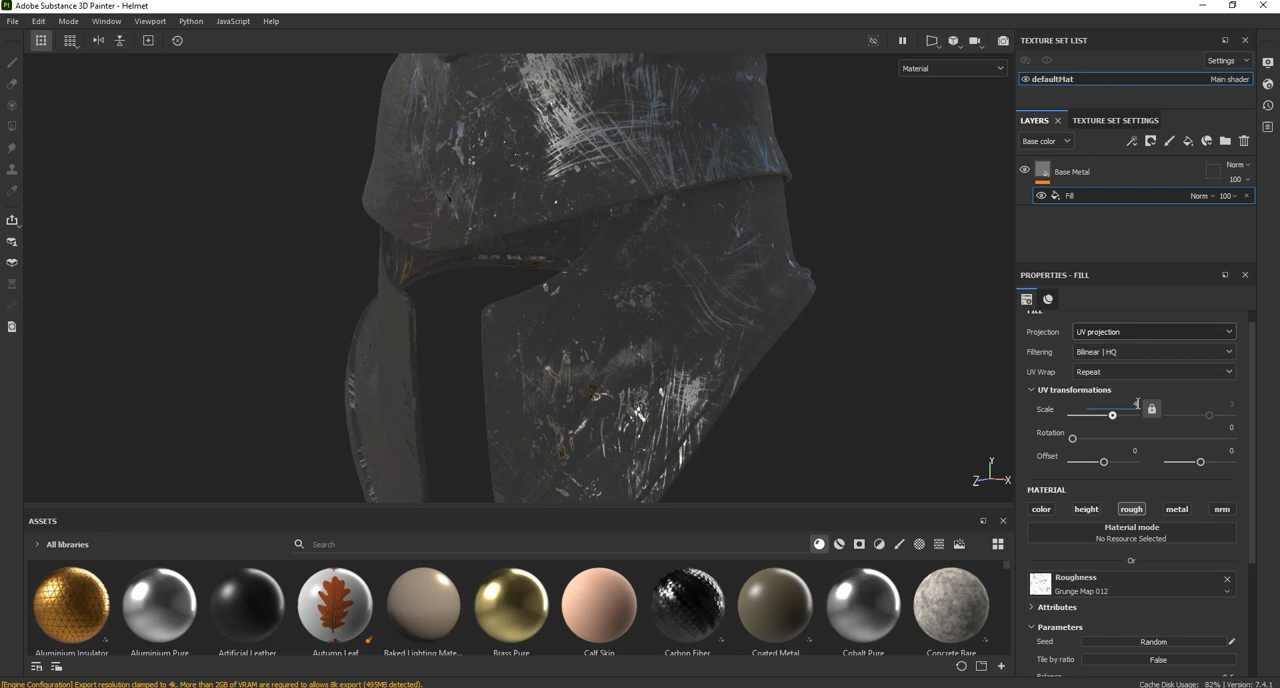 Adobe Substance 3D Painter - Helmet
File Edit Mode Window Viewport Python JavaScript Help
Material
TEXTURE SET LIST
Settings
defaultMat Main shader
LAYERS TEXTURE SET SETTINGS
Base color
Base Metal Norm
100
Fill Norm 100
PROPERTIES - FILL
FILL
Projection UV projection
Filtering Bilinear | HQ
UV Wrap Repeat
UV transformations
Scale 3
Rotation 0
Offset 0 0
MATERIAL
color height rough metal nrm
Material mode
No Resource Selected
Or
Roughness
Grunge Map 012
Attributes
Parameters
Seed Random
Tile by ratio False
Balance 0.5
Y
Z X
ASSETS
All libraries Search
Aluminium Insulator Aluminium Pure Artificial Leather Autumn Leaf Baked Lighting Mate... Brass Pure Calf Skin Carbon Fiber Coated Metal Cobalt Pure Concrete Bare
[Engine Configuration] Export resolution clamped to 4k. More than 2GB of VRAM are required to allows 8k export (495MB detected).
Cache Disk Usage: 82% | Version: 7.4.1